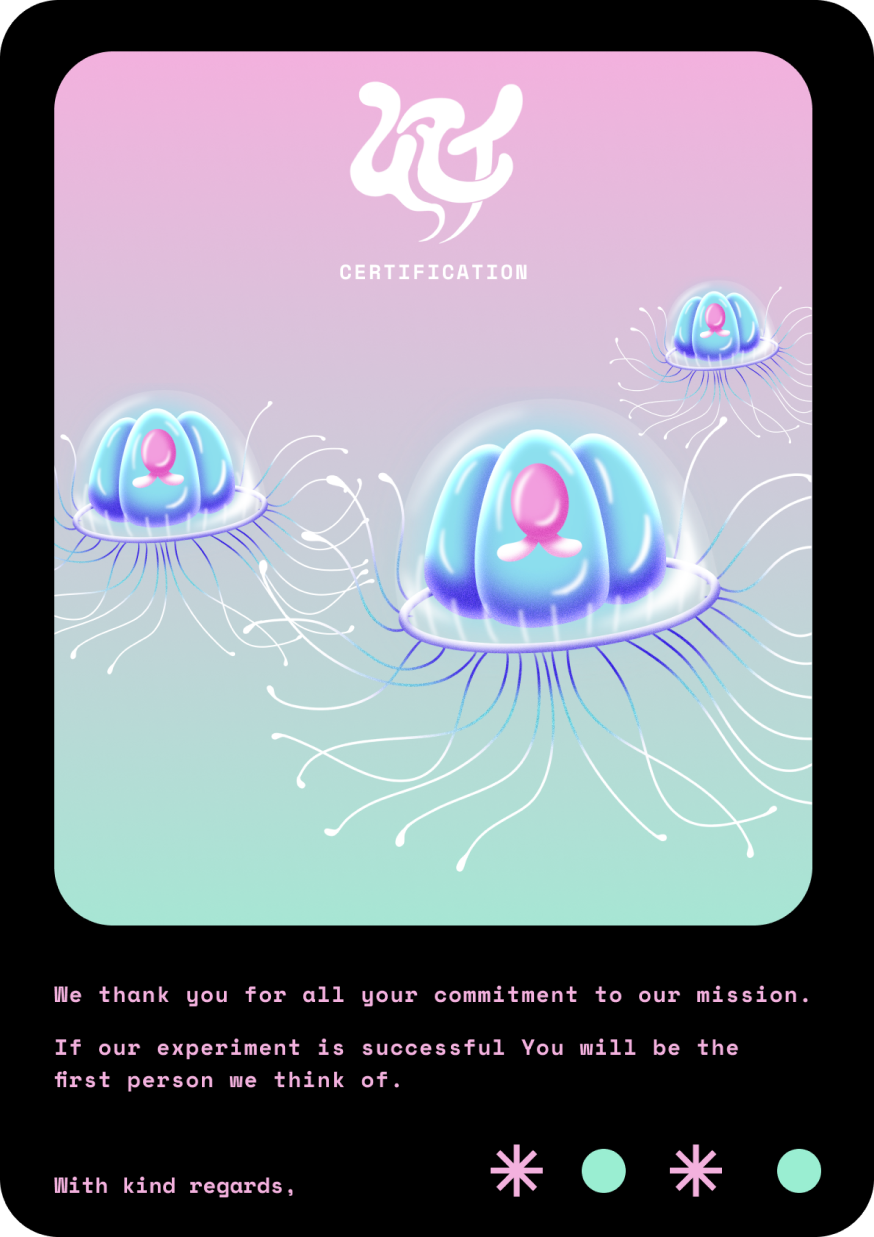 CERTIFICATION
We thank you for all your commitment to our mission.
If our experiment is successful You will be the
first person we think of.
With kind regards,